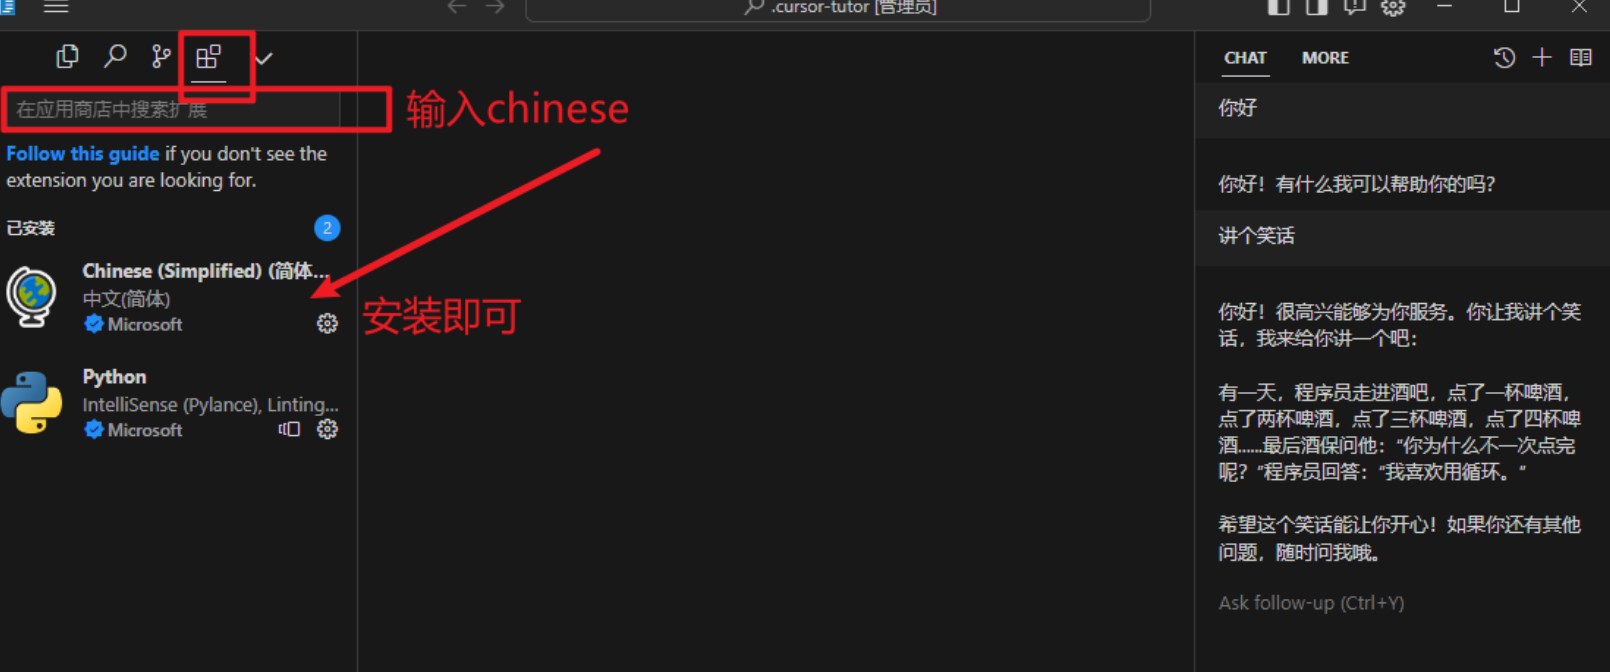 .cursor-tutor [管理员]
在应用商店中搜索扩展
输入chinese
Follow this guide if you don't see the
extension you are looking for.
已安装
2
Chinese (Simplified) (简体...
中文(简体)
Microsoft
安装即可
Python
IntelliSense (Pylance), Linting...
Microsoft
CHAT
MORE
你好
你好！有什么我可以帮助你的吗？
讲个笑话
你好！很高兴能够为你服务。你让我讲个笑
话，我来给你讲一个吧：
有一天，程序员走进酒吧，点了一杯啤酒，
点了两杯啤酒，点了三杯啤酒，点了四杯啤
酒......最后酒保问他：“你为什么不一次点完
呢？”程序员回答：“我喜欢用循环。”
希望这个笑话能让你开心！如果你还有其他
问题，随时问我哦。
Ask follow-up (Ctrl+Y)